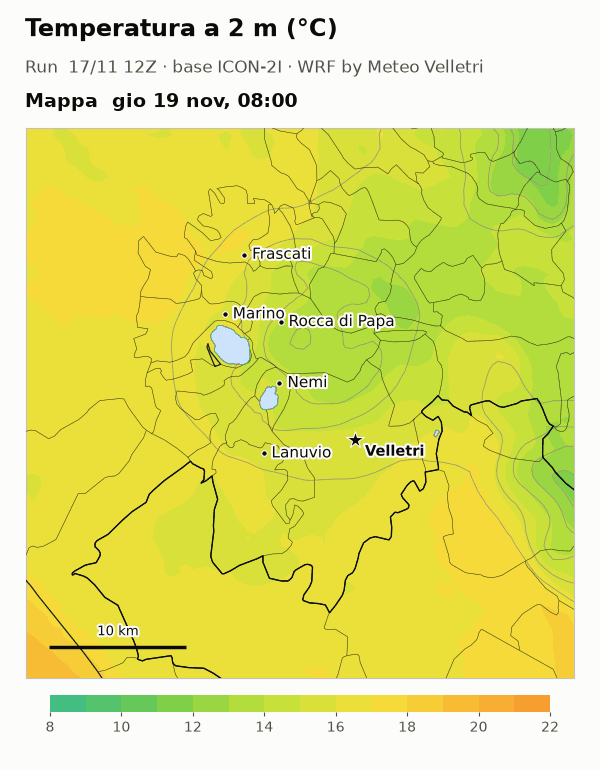 Temperatura a 2 m (°C)
Run  17/11 12Z · base ICON-2I · WRF by Meteo Velletri
Mappa  gio 19 nov, 08:00
Frascati
Marino
Rocca di Papa
Nemi
Velletri
Lanuvio
10 km
8 10 12 14 16 18 20 22